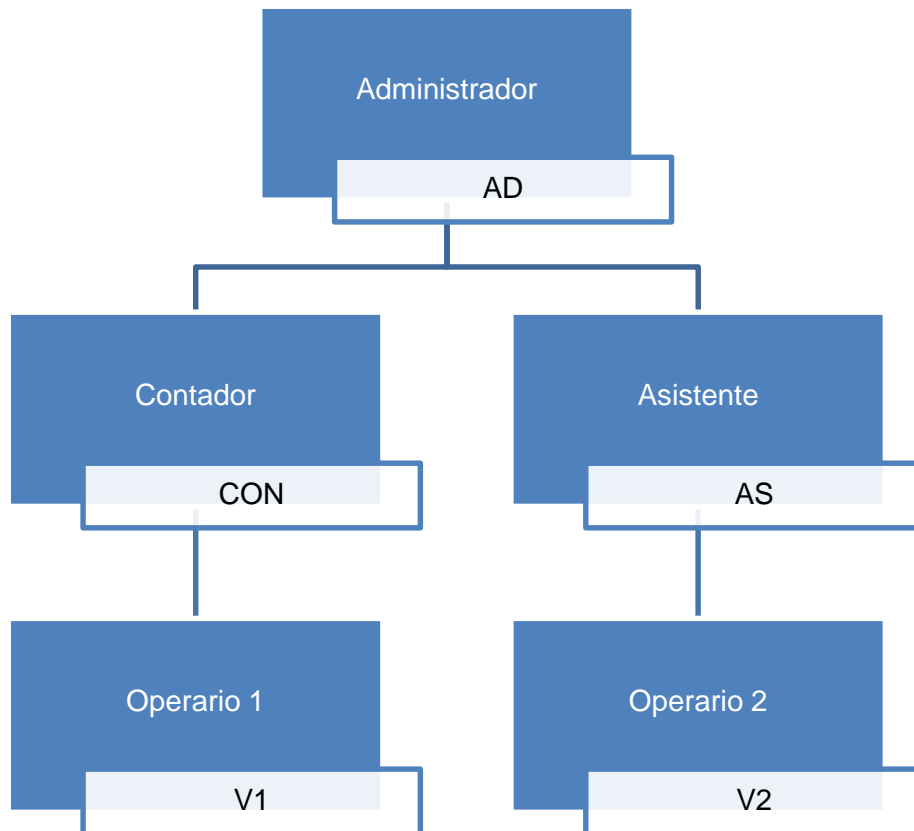 Administrador
AD
Contador
CON
Asistente
AS
Operario 1
V1
Operario 2
V2